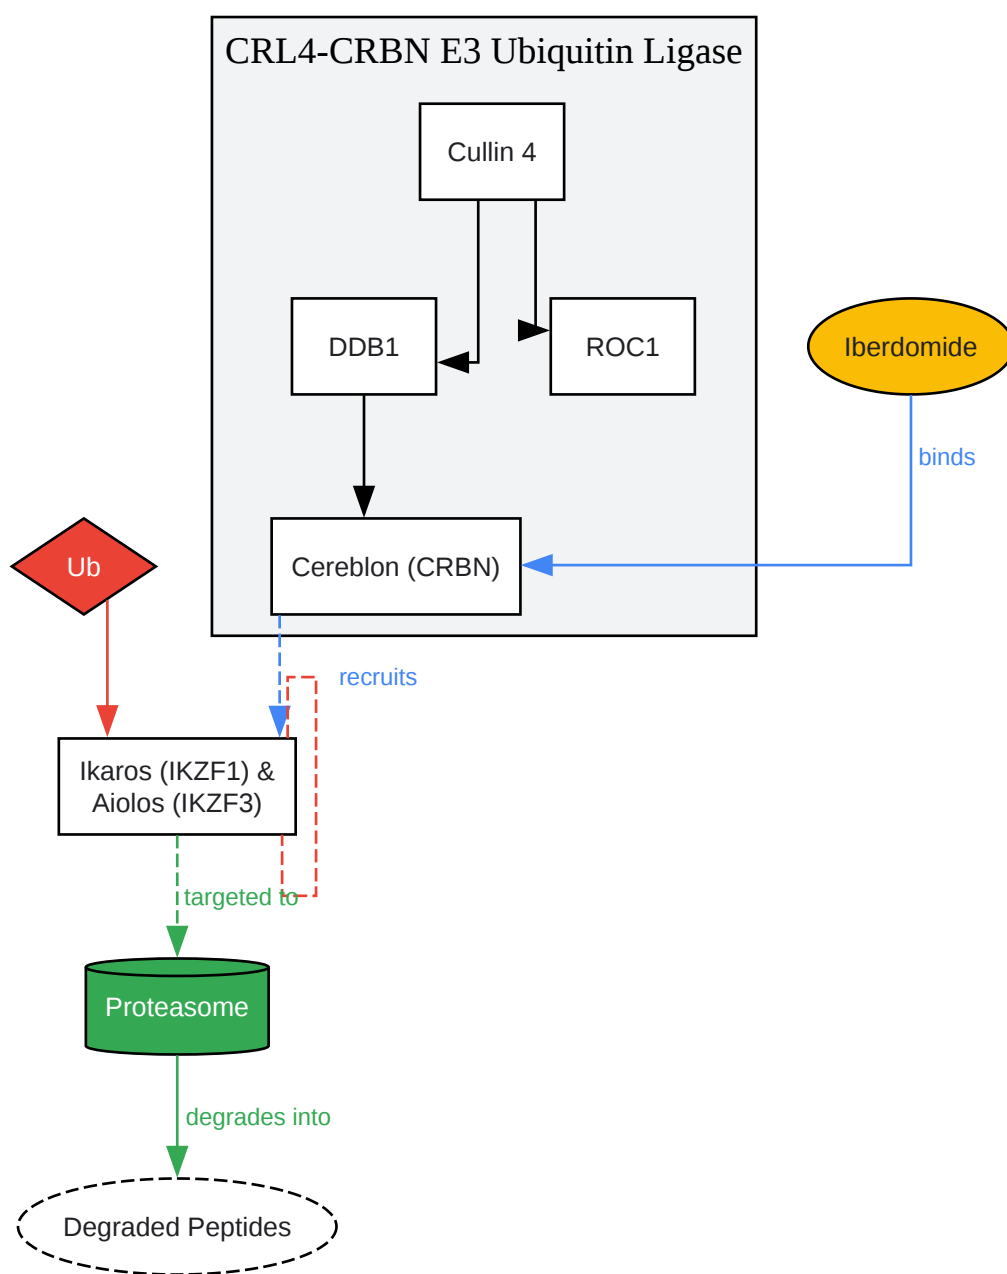 CRL4-CRBN E3 Ubiquitin Ligase
Cullin 4
DDB1
ROC1
Iberdomide
binds
Ub
Cereblon (CRBN)
recruits
Ikaros (IKZF1) &
Aiolos (IKZF3)
targeted to
Proteasome
degrades into
Degraded Peptides